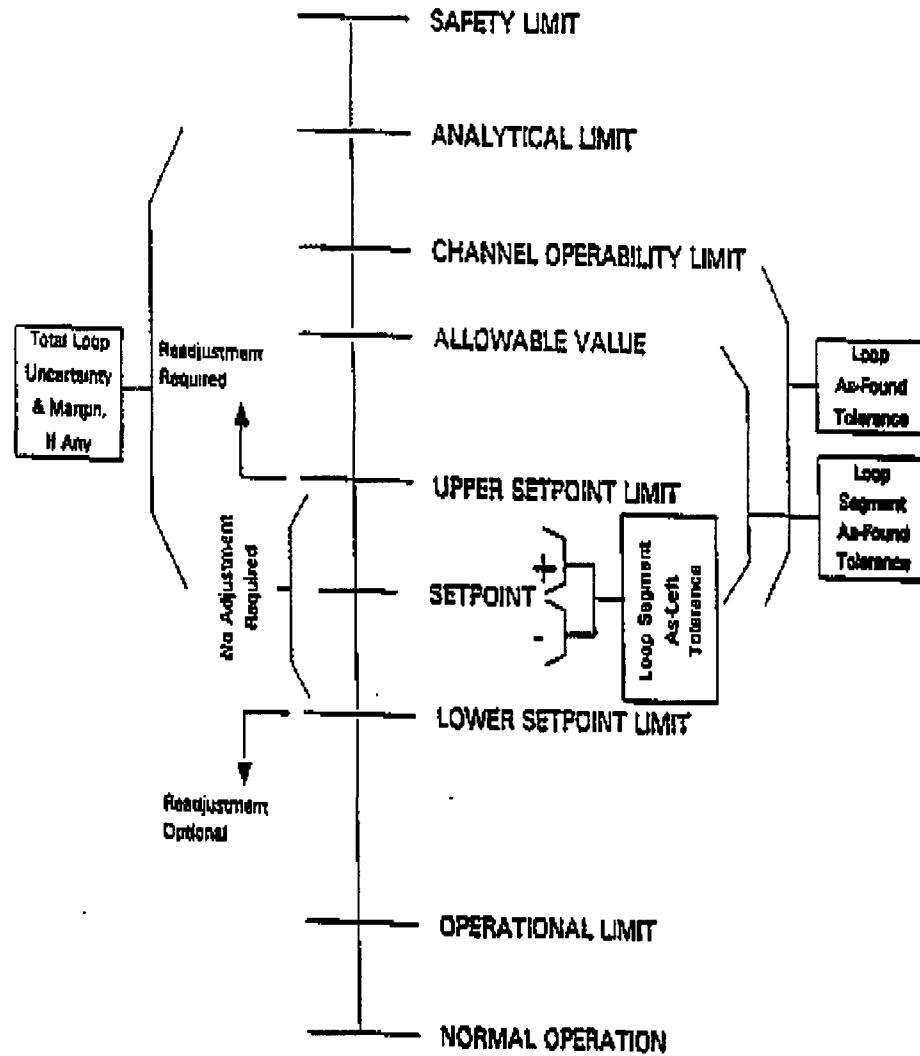 SAFETY LIMIT
ANALYTICAL LIMIT
CHANNEL OPERABILITY LIMIT
ALLOWABLE VALUE
Total Loop
Uncertainty
& Margin,
If Any
Readjustment
Required
Loop
As-Found
Tolerance
UPPER SETPOINT LIMIT
Loop
Segment
As-Found
Tolerance
No Adjustment
Required
SETPOINT
+
-
Loop Segment
As-Left
Tolerance
LOWER SETPOINT LIMIT
Readjustment
Optional
OPERATIONAL LIMIT
NORMAL OPERATION